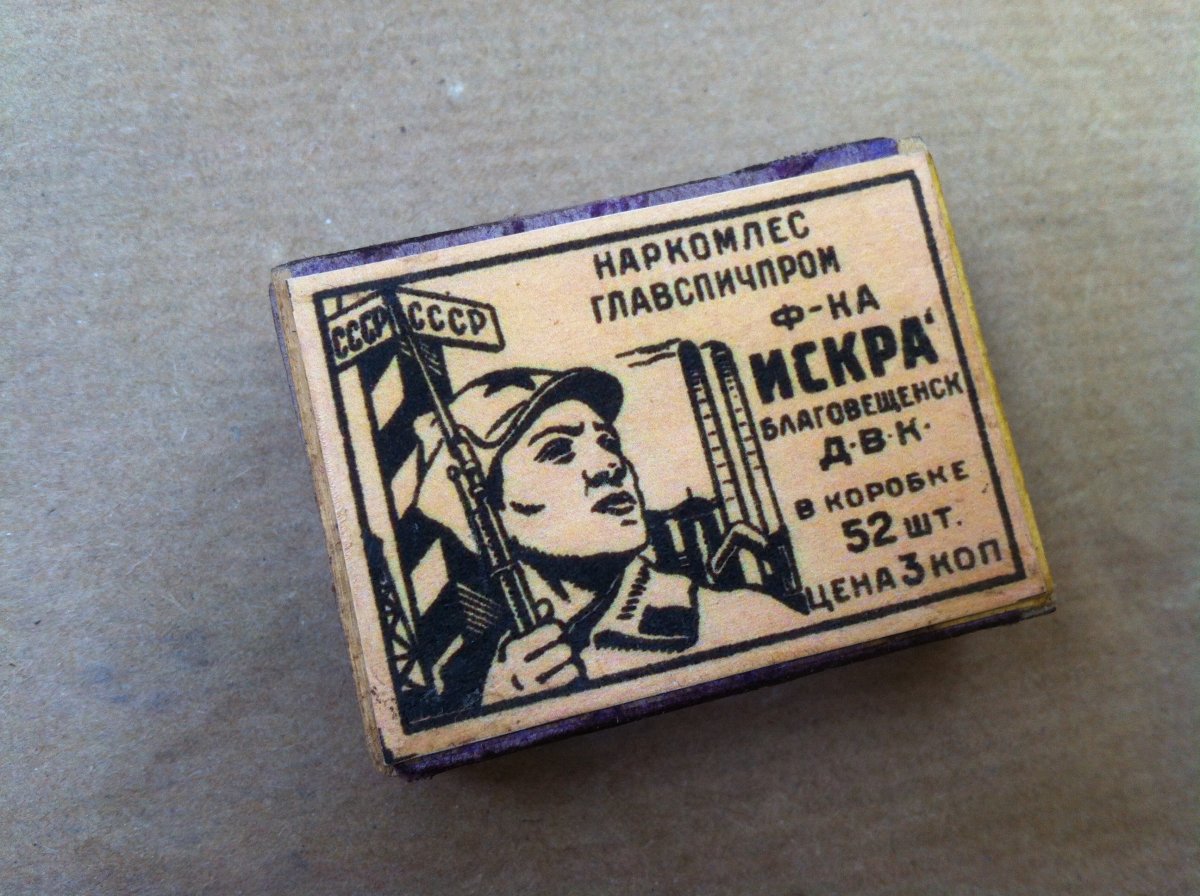 СССР
СССР
НАРКОМЛЕС
ГЛАВСПИЧПРОМ
Ф-КА
ИСКРА"
БЛАГОВЕЩЕНСК
Д·В·К·
В КОРОБКЕ
52 ШТ.
ЦЕНА 3 КОП